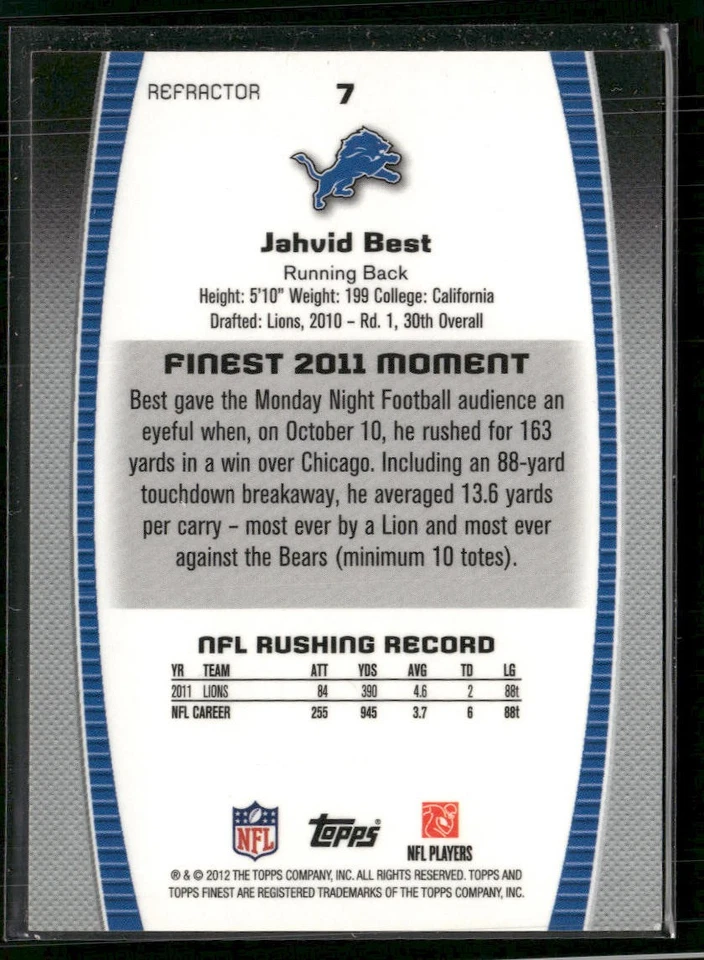 REFRACTOR 7
Jahvid Best
Running Back
Height: 5'10" Weight: 199 College: California
Drafted: Lions, 2010 – Rd. 1, 30th Overall
FINEST 2011 MOMENT
Best gave the Monday Night Football audience an
eyeful when, on October 10, he rushed for 163
yards in a win over Chicago. Including an 88-yard
touchdown breakaway, he averaged 13.6 yards
per carry – most ever by a Lion and most ever
against the Bears (minimum 10 totes).
NFL RUSHING RECORD
YR TEAM ATT YDS AVG TD LG
2011 LIONS 84 390 4.6 2 88t
NFL CAREER 255 945 3.7 6 88t
NFL TOPPS
NFL PLAYERS
® & © 2012 THE TOPPS COMPANY, INC. ALL RIGHTS RESERVED. TOPPS AND
TOPPS FINEST ARE REGISTERED TRADEMARKS OF THE TOPPS COMPANY, INC.